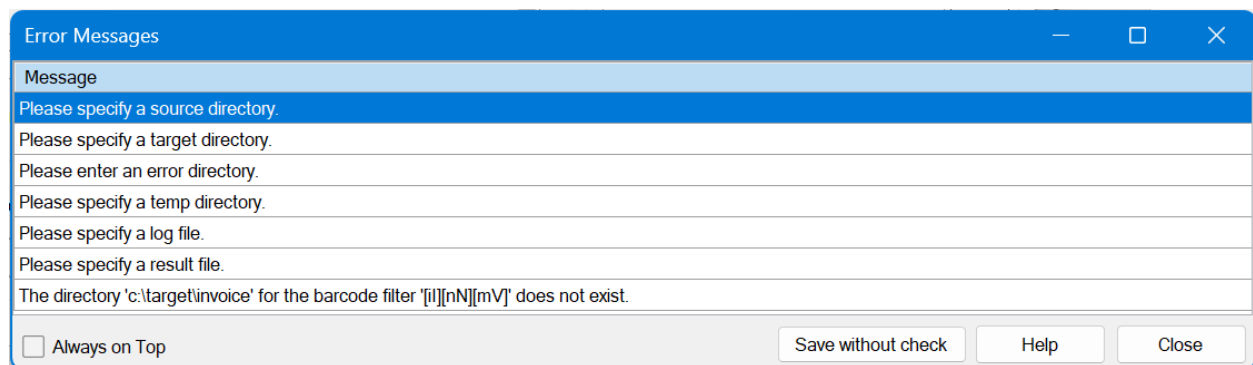 Error Messages
Message
Please specify a source directory.
Please specify a target directory.
Please enter an error directory.
Please specify a temp directory.
Please specify a log file.
Please specify a result file.
The directory 'c:\target\invoice' for the barcode filter '[iI][nN][mV]' does not exist.
Always on Top
Save without check
Help
Close